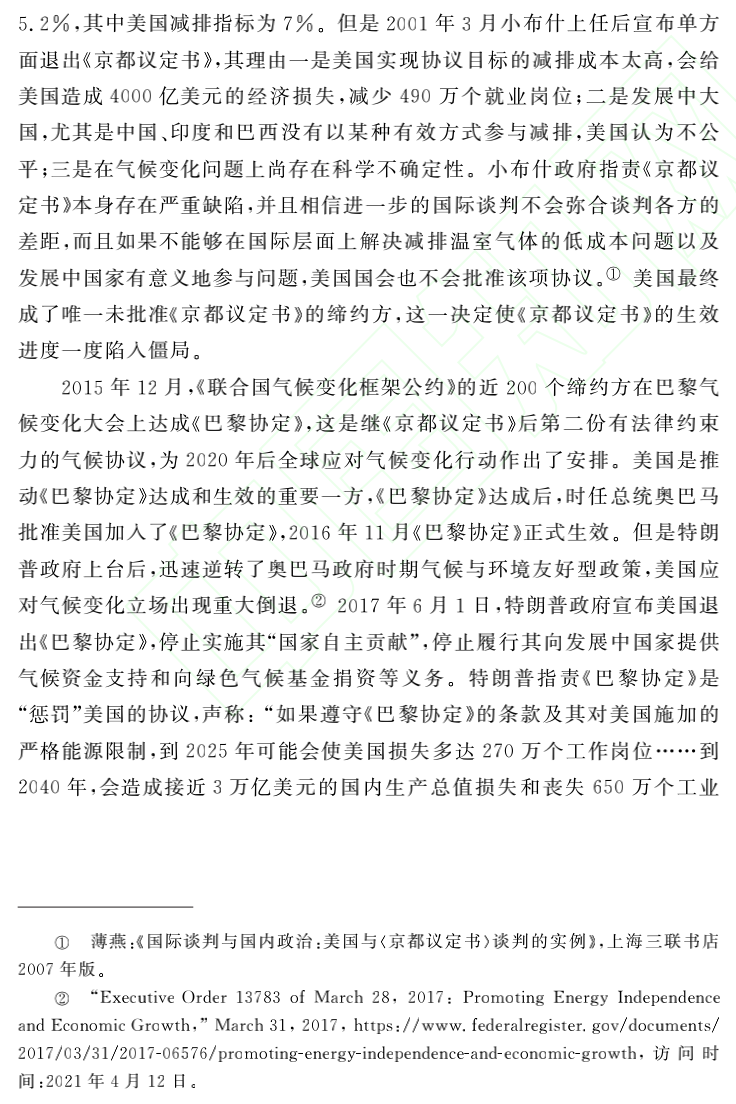 5.2%,其中美国减排指标为 7%。但是 2001 年 3 月小布什上任后宣布单方
面退出《京都议定书》,其理由一是美国实现协议目标的减排成本太高,会给
美国造成 4000 亿美元的经济损失,减少 490 万个就业岗位;二是发展中大
国,尤其是中国、印度和巴西没有以某种有效方式参与减排,美国认为不公
平;三是在气候变化问题上尚存在科学不确定性。小布什政府指责《京都议
定书》本身存在严重缺陷,并且相信进一步的国际谈判不会弥合谈判各方的
差距,而且如果不能够在国际层面上解决减排温室气体的低成本问题以及
发展中国家有意义地参与问题,美国国会也不会批准该项协议。① 美国最终
成了唯一未批准《京都议定书》的缔约方,这一决定使《京都议定书》的生效
进度一度陷入僵局。
2015 年 12 月,《联合国气候变化框架公约》的近 200 个缔约方在巴黎气
候变化大会上达成《巴黎协定》,这是继《京都议定书》后第二份有法律约束
力的气候协议,为 2020 年后全球应对气候变化行动作出了安排。美国是推
动《巴黎协定》达成和生效的重要一方,《巴黎协定》达成后,时任总统奥巴马
批准美国加入了《巴黎协定》,2016 年 11 月《巴黎协定》正式生效。但是特朗
普政府上台后,迅速逆转了奥巴马政府时期气候与环境友好型政策,美国应
对气候变化立场出现重大倒退。② 2017 年 6 月 1 日,特朗普政府宣布美国退
出《巴黎协定》,停止实施其“国家自主贡献”,停止履行其向发展中国家提供
气候资金支持和向绿色气候基金捐资等义务。特朗普指责《巴黎协定》是
“惩罚”美国的协议,声称:“如果遵守《巴黎协定》的条款及其对美国施加的
严格能源限制,到 2025 年可能会使美国损失多达 270 万个工作岗位……到
2040 年,会造成接近 3 万亿美元的国内生产总值损失和丧失 650 万个工业
① 薄燕:《国际谈判与国内政治:美国与〈京都议定书〉谈判的实例》,上海三联书店
2007 年版。
② “Executive Order 13783 of March 28, 2017: Promoting Energy Independence
and Economic Growth,” March 31, 2017, https://www.federalregister.gov/documents/
2017/03/31/2017-06576/promoting-energy-independence-and-economic-growth, 访问时
间:2021 年 4 月 12 日。